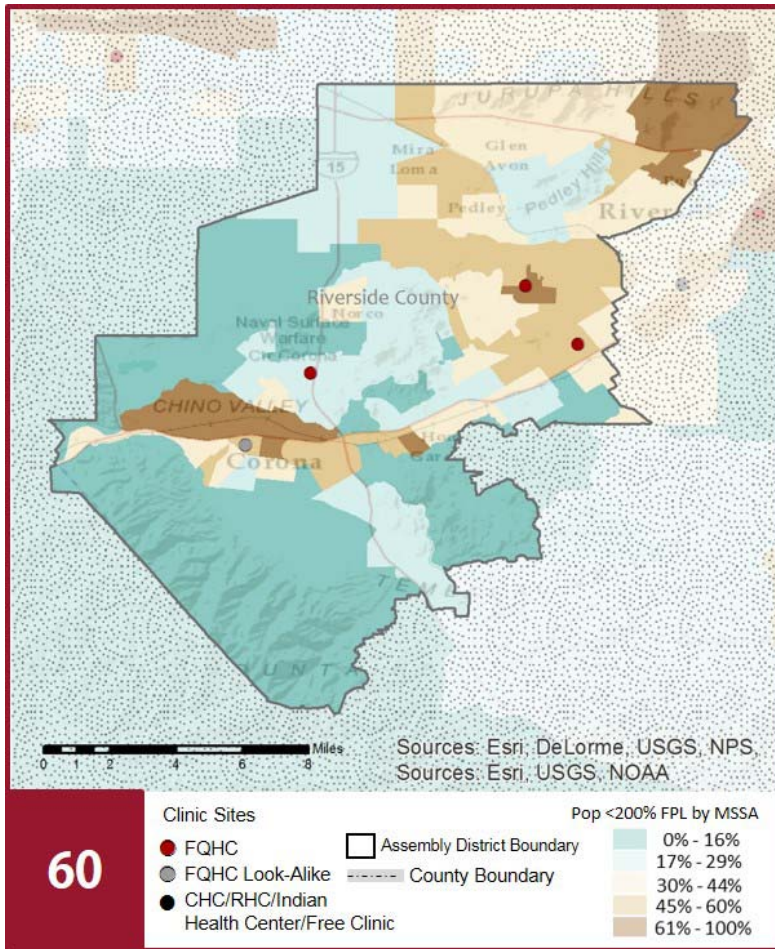 JURUPA HILLS
15
Mira
Loma
Glen
Avon
Pedley Hills
Pedley
River
Riverside County
Norco
Naval Surface
Warfare
Ctr Corona
CHINO VALLEY
Corona
Home
Garde
Miles
0 2 4 6 8
Sources: Esri, DeLorme, USGS, NPS,
Sources: Esri, USGS, NOAA
60
Clinic Sites
FQHC
FQHC Look-Alike
CHC/RHC/Indian
Health Center/Free Clinic
Assembly District Boundary
County Boundary
Pop <200% FPL by MSSA
0% - 16%
17% - 29%
30% - 44%
45% - 60%
61% - 100%